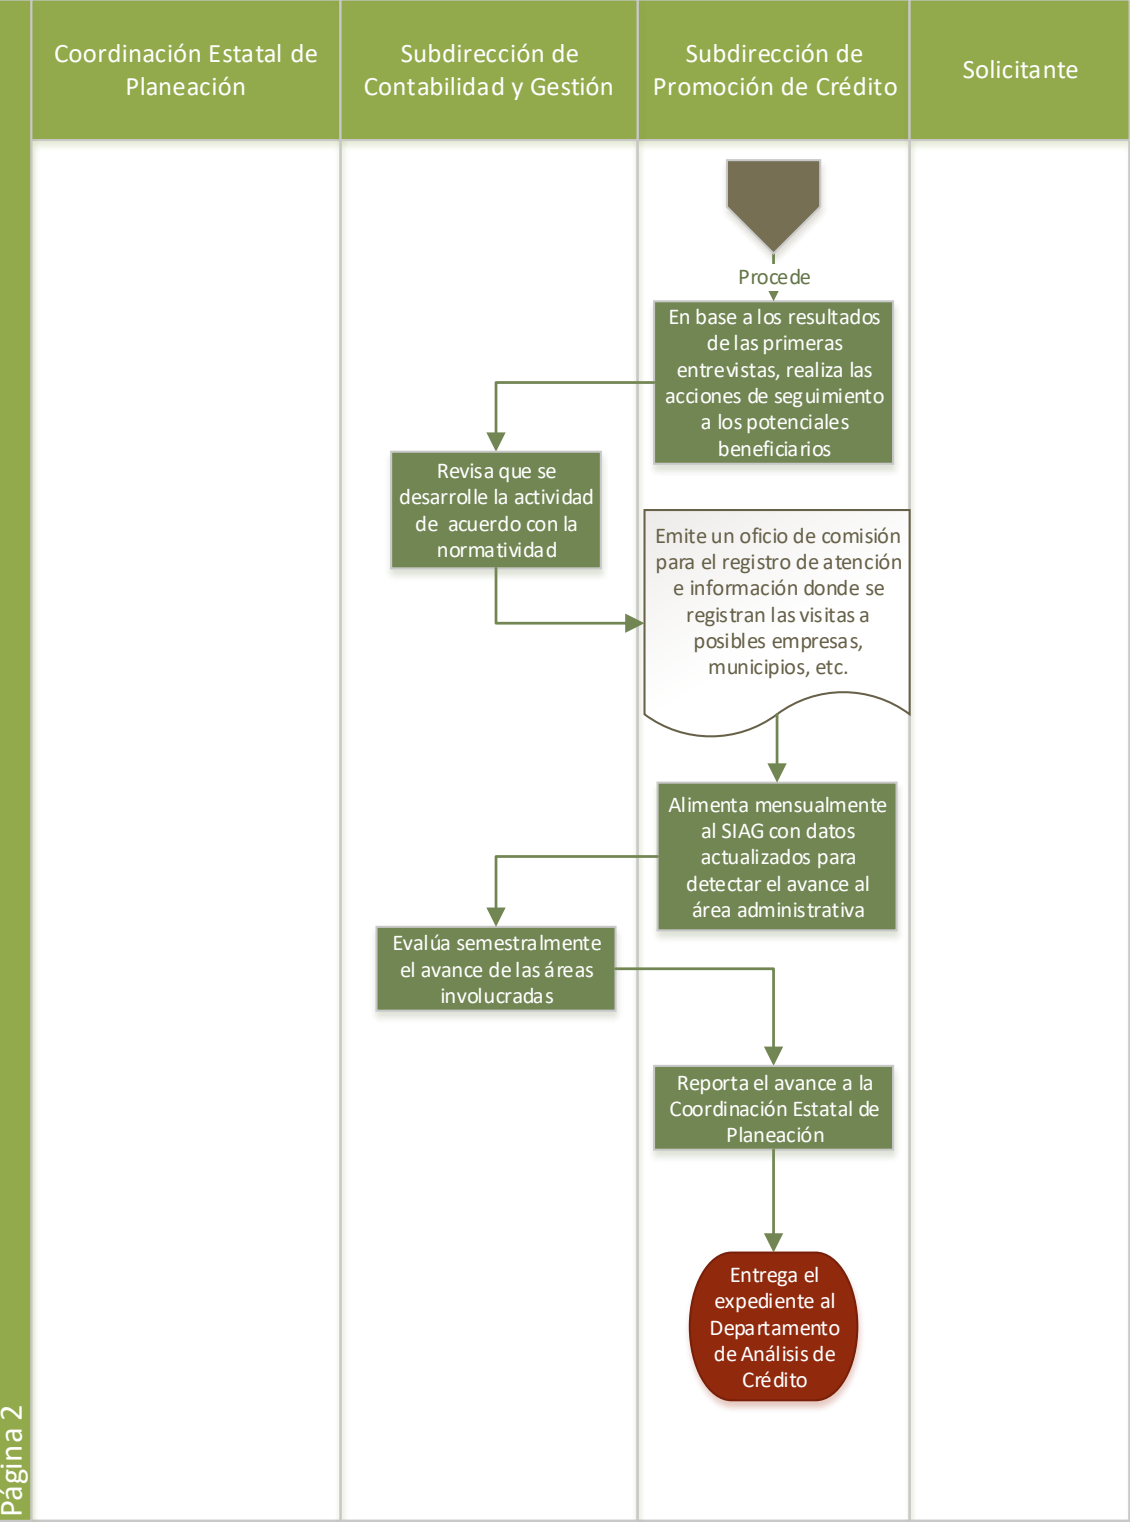 Coordinación Estatal de
Planeación
Subdirección de
Contabilidad y Gestión
Subdirección de
Promoción de Crédito
Solicitante
Procede
En base a los resultados
de las primeras
entrevistas, realiza las
acciones de seguimiento
a los potenciales
beneficiarios
Revisa que se
desarrolle la actividad
de acuerdo con la
normatividad
Emite un oficio de comisión
para el registro de atención
e información donde se
registran las visitas a
posibles empresas,
municipios, etc.
Alimenta mensualmente
al SIAG con datos
actualizados para
detectar el avance al
área administrativa
Evalúa semestralmente
el avance de las áreas
involucradas
Reporta el avance a la
Coordinación Estatal de
Planeación
Entrega el
expediente al
Departamento
de Análisis de
Crédito
Página 2